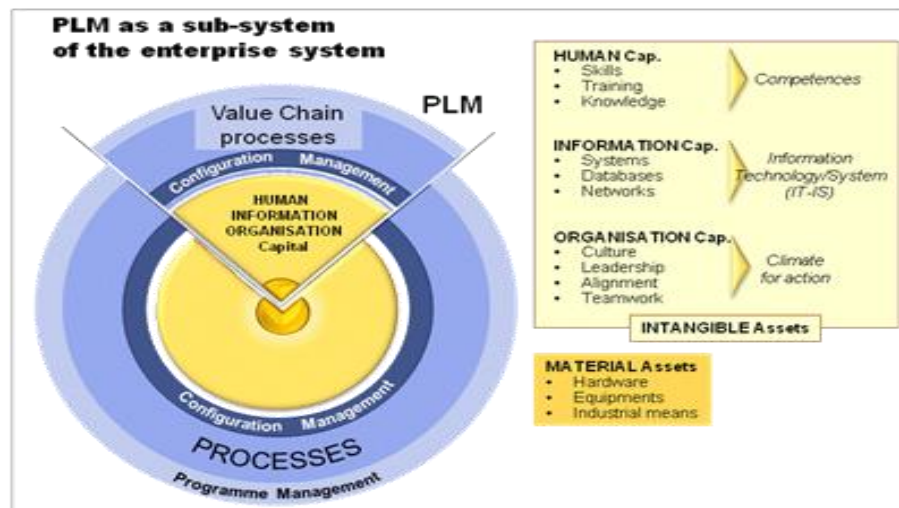 PLM as a sub-system
of the enterprise system
PLM
Value Chain
processes
Configuration Management
HUMAN
INFORMATION
ORGANISATION
Capital
Configuration Management
PROCESSES
Programme Management
HUMAN Cap.
• Skills
• Training
• Knowledge
Competences
INFORMATION Cap.
• Systems
• Databases
• Networks
Information
Technology/System
(IT-IS)
ORGANISATION Cap.
• Culture
• Leadership
• Alignment
• Teamwork
Climate
for action
INTANGIBLE Assets
MATERIAL Assets
• Hardware
• Equipments
• Industrial means